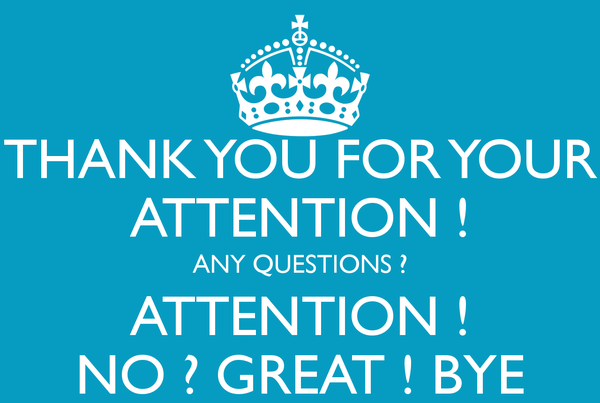 THANK YOU FOR YOUR
ATTENTION !
ANY QUESTIONS ?
ATTENTION !
NO ? GREAT ! BYE